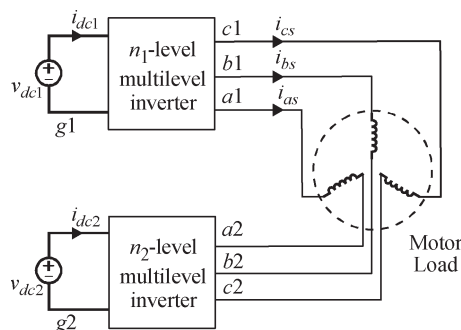 i_dc1
v_dc1
g1
n_1-level
multilevel
inverter
c1
b1
a1
i_cs
i_bs
i_as
i_dc2
v_dc2
g2
n_2-level
multilevel
inverter
a2
b2
c2
Motor
Load